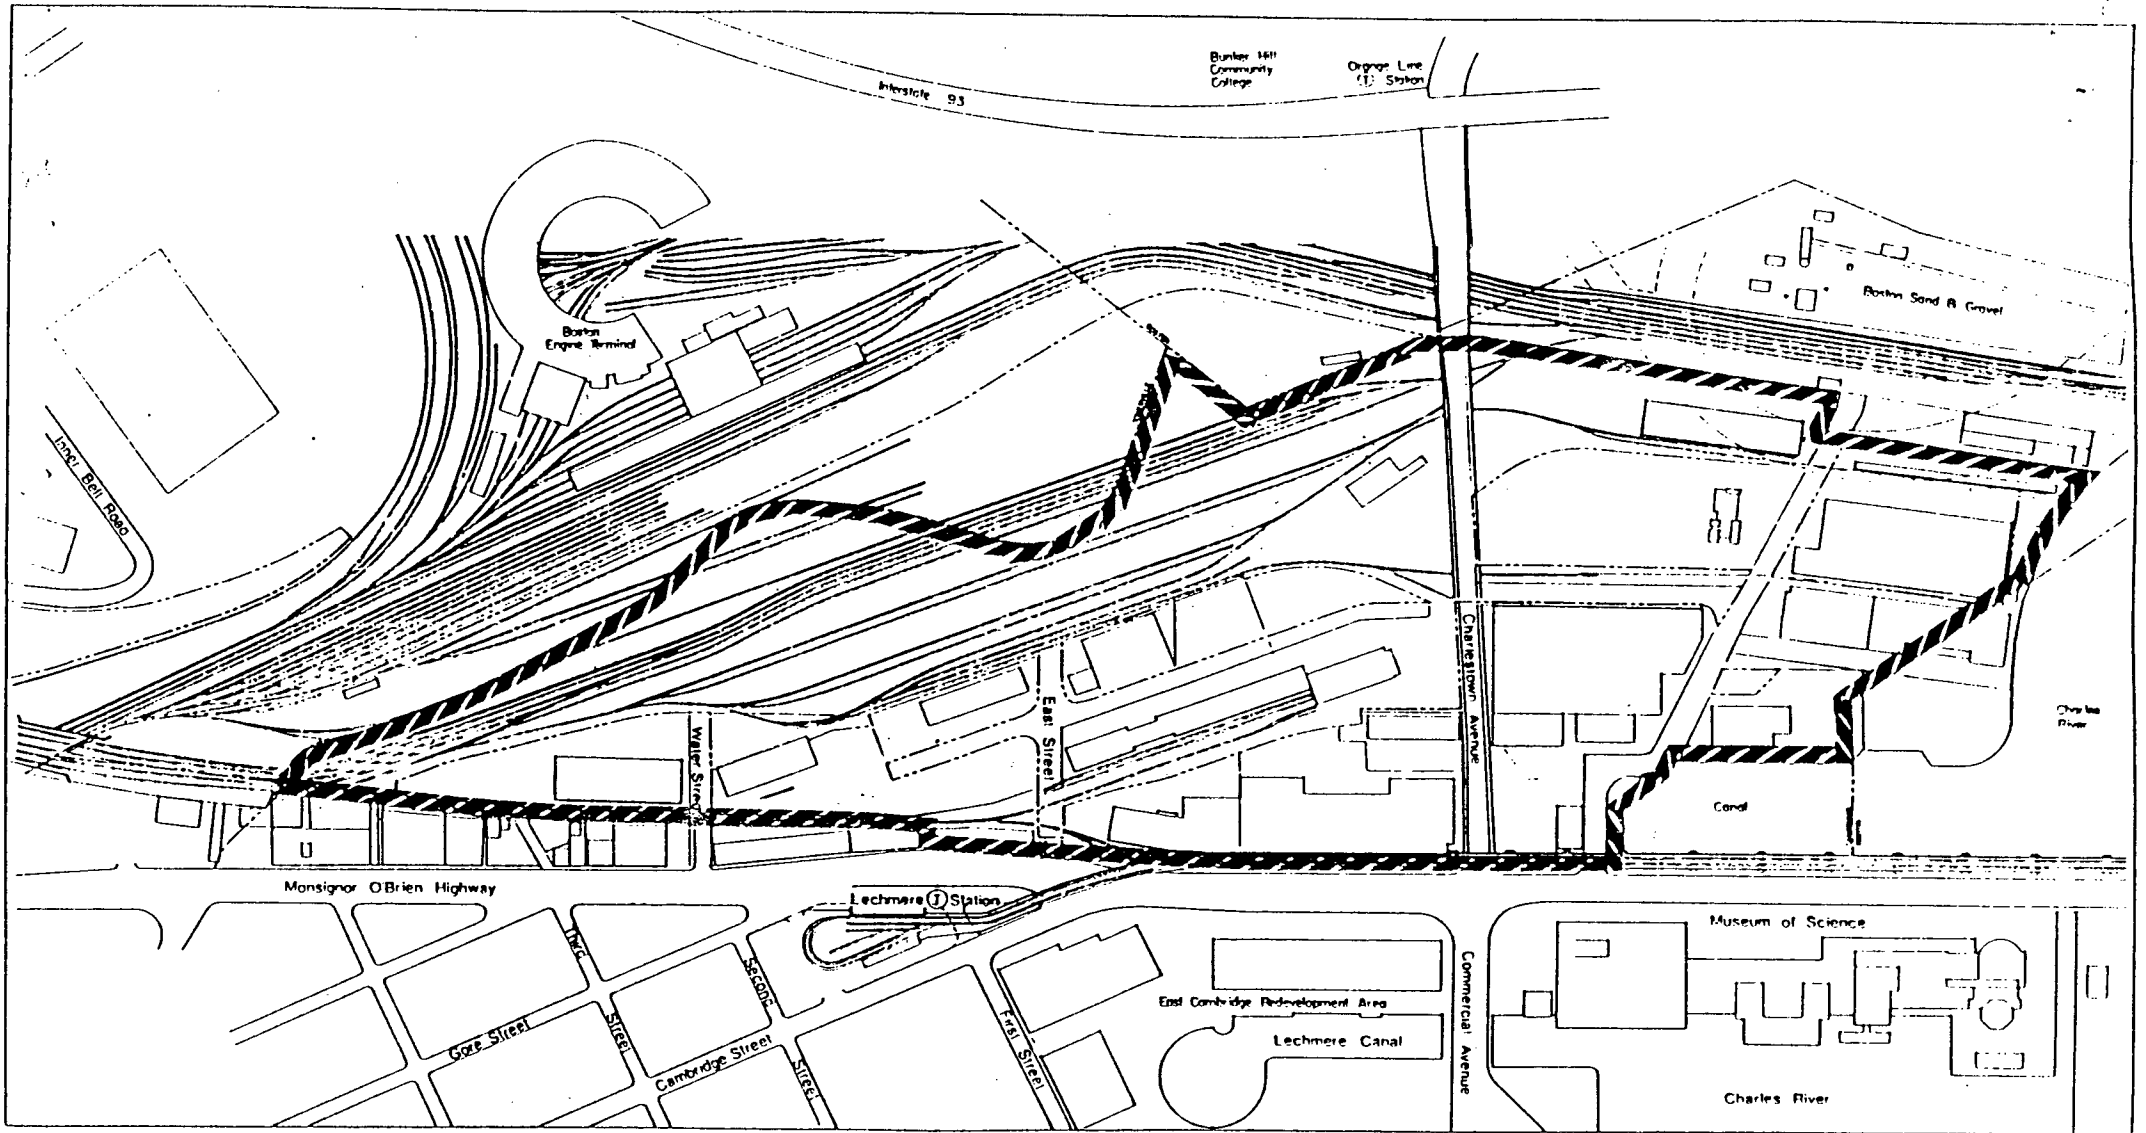 Bunker Hill
Community
College
Orange Line
(T) Station
Interstate 93
Boston Sand & Gravel
Boston
Engine Terminal
Inner Belt Road
Charlestown Avenue
East Street
Water Street
Charles
River
Canal
Monsignor O'Brien Highway
Lechmere (T) Station
Museum of Science
Third
Street
Second
Street
First Street
Commercial Avenue
East Cambridge Redevelopment Area
Gore Street
Cambridge Street
Lechmere Canal
Charles River